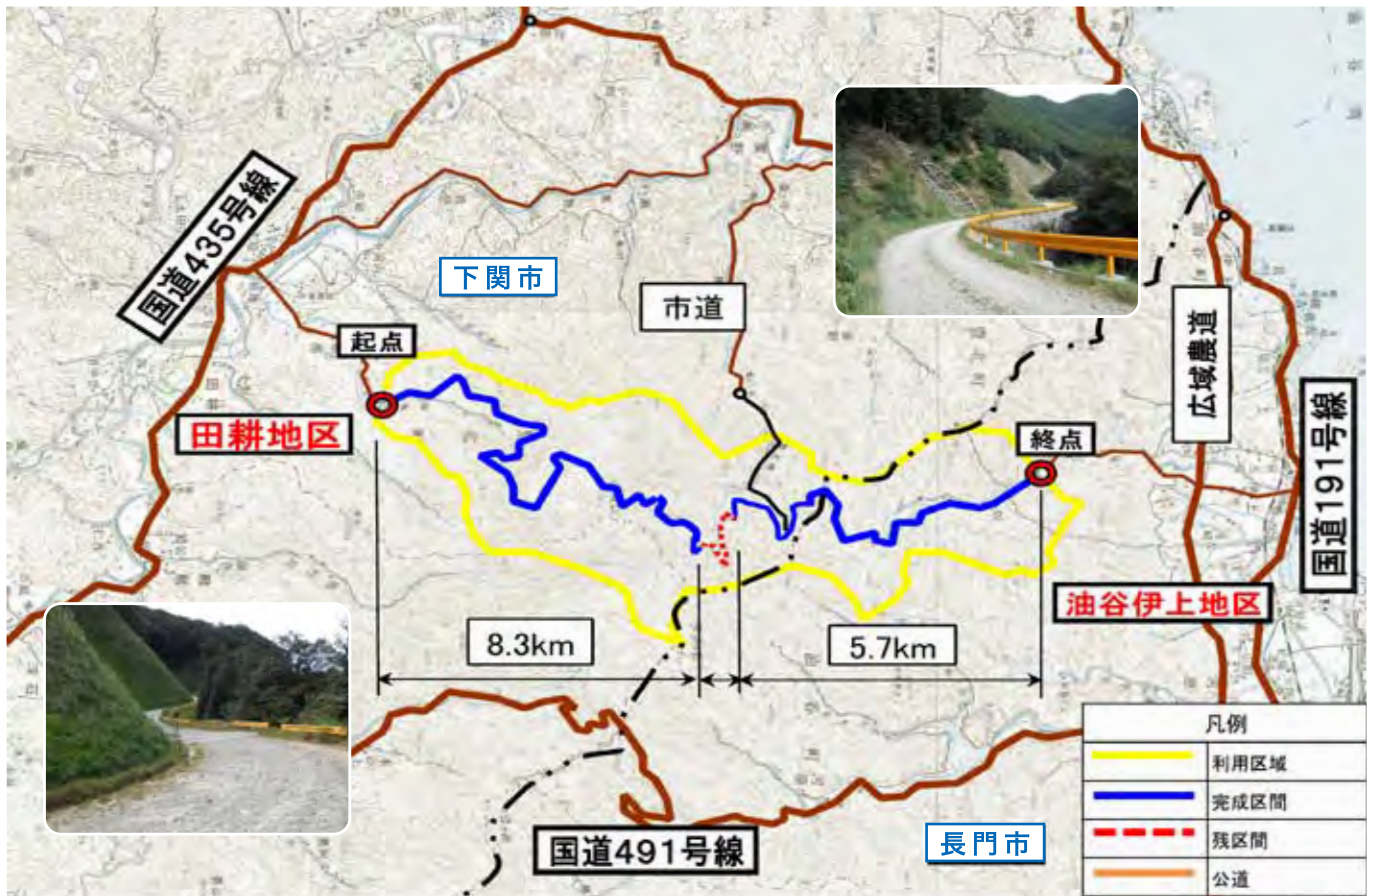 国道435号線
下関市
市道
起点
田耕地区
広域農道
終点
国道191号線
油谷伊上地区
8.3km
5.7km
国道491号線
長門市
凡例
利用区域
完成区間
残区間
公道